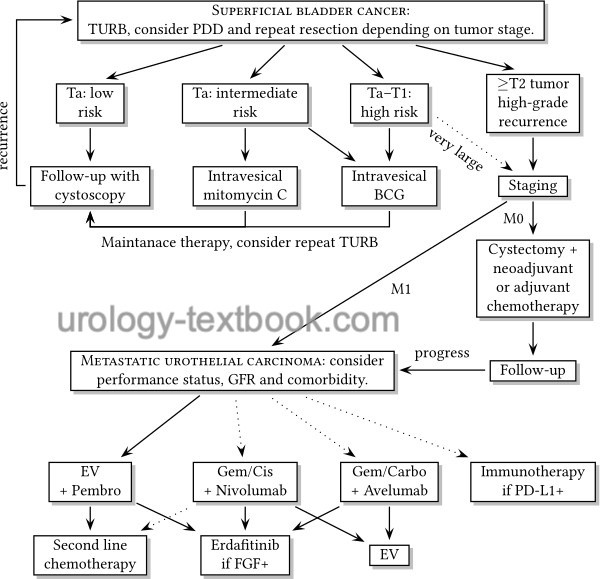 SUPERFICIAL BLADDER CANCER:
TURB, consider PDD and repeat resection depending on tumor stage.
recurrence
Ta: low
risk
Ta: intermediate
risk
Ta–T1:
high risk
≥T2 tumor
high-grade
recurrence
very large
Follow-up with
cystoscopy
Intravesical
mitomycin C
Intravesical
BCG
Staging
M0
Maintanace therapy, consider repeat TURB
Cystectomy +
neoadjuvant
or adjuvant
chemotherapy
M1
urology-textbook.com
METASTATIC UROTHELIAL CARCINOMA: consider
performance status, GFR and comorbidity.
progress
Follow-up
EV
+ Pembro
Gem/Cis
+ Nivolumab
Gem/Carbo
+ Avelumab
Immunotherapy
if PD-L1+
Second line
chemotherapy
Erdafitinib
if FGF+
EV